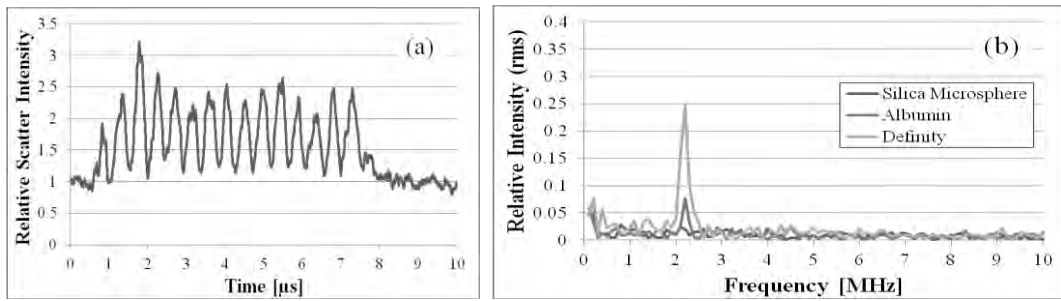 3.5
3
2.5
2
1.5
1
0.5
0
Relative Scatter Intensity
(a)
0 1 2 3 4 5 6 7 8 9 10
Time [µs]
0.4
0.35
0.3
0.25
0.2
0.15
0.1
0.05
0
Relative Intensity (rms)
(b)
Silica Microsphere
Albumin
Definity
0 1 2 3 4 5 6 7 8 9 10
Frequency [MHz]